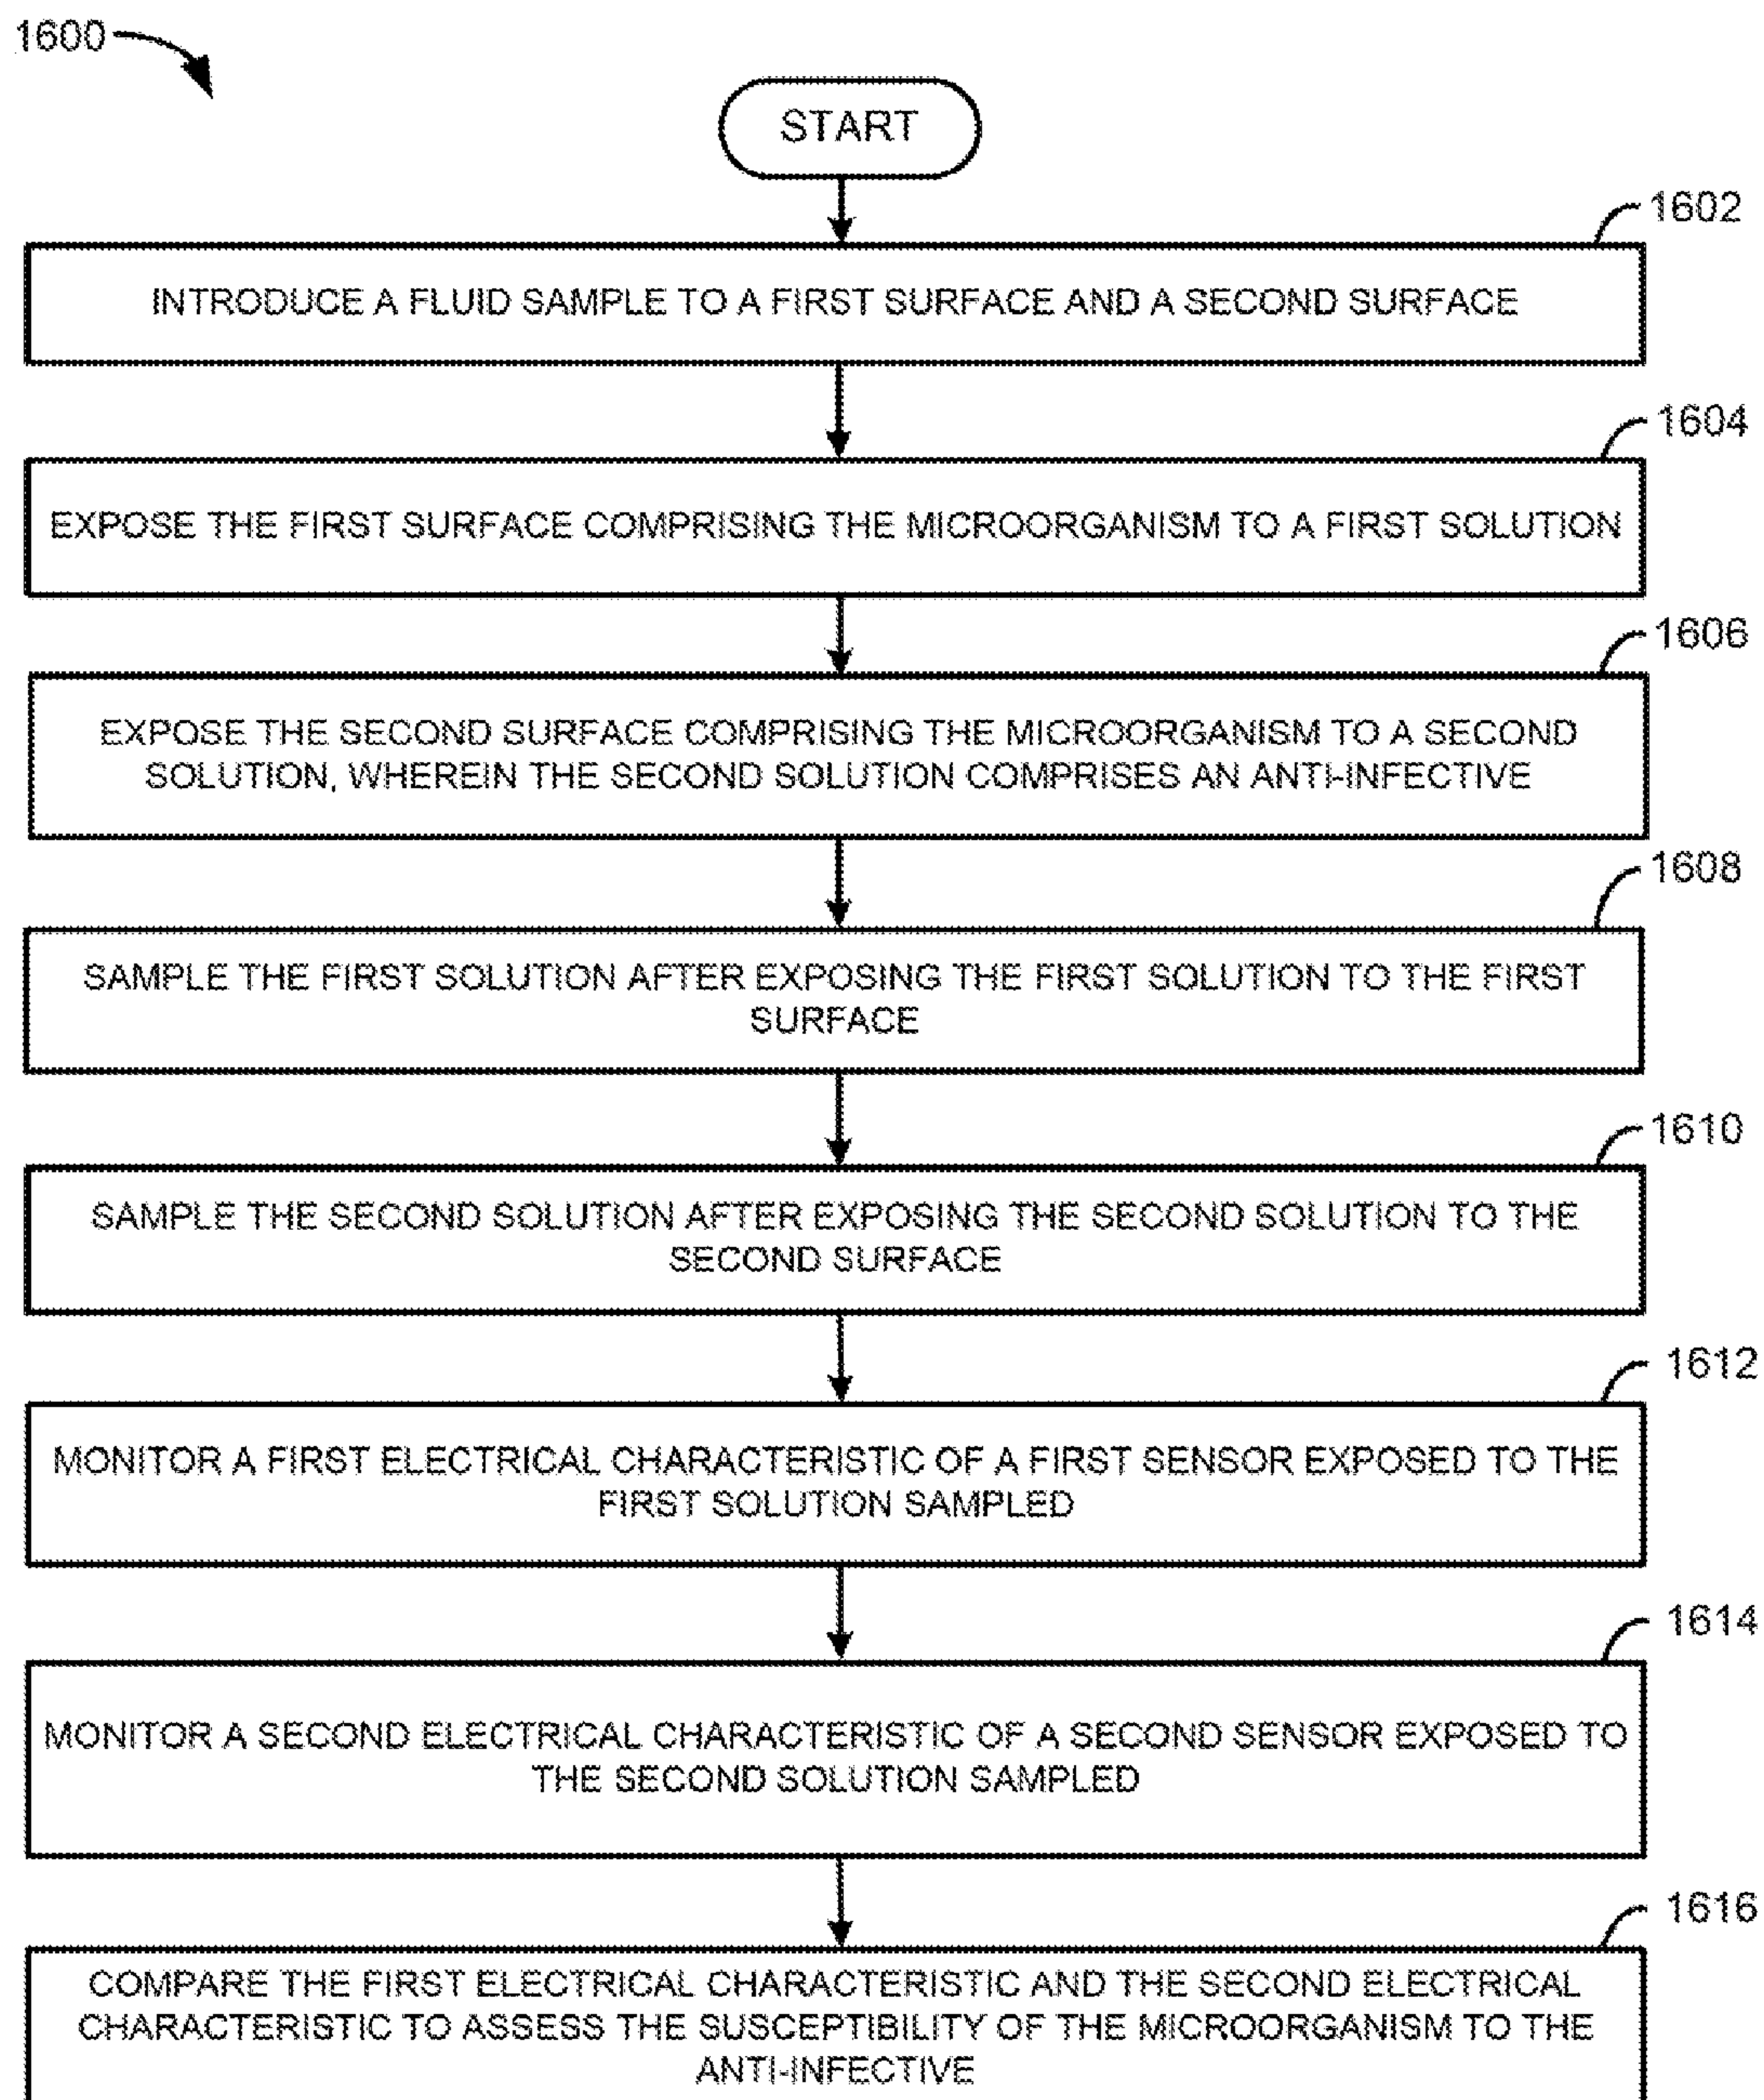 1600
START
1602
INTRODUCE A FLUID SAMPLE TO A FIRST SURFACE AND A SECOND SURFACE
1604
EXPOSE THE FIRST SURFACE COMPRISING THE MICROORGANISM TO A FIRST SOLUTION
1606
EXPOSE THE SECOND SURFACE COMPRISING THE MICROORGANISM TO A SECOND
SOLUTION, WHEREIN THE SECOND SOLUTION COMPRISES AN ANTI-INFECTIVE
1608
SAMPLE THE FIRST SOLUTION AFTER EXPOSING THE FIRST SOLUTION TO THE FIRST
SURFACE
1610
SAMPLE THE SECOND SOLUTION AFTER EXPOSING THE SECOND SOLUTION TO THE
SECOND SURFACE
1612
MONITOR A FIRST ELECTRICAL CHARACTERISTIC OF A FIRST SENSOR EXPOSED TO THE
FIRST SOLUTION SAMPLED
1614
MONITOR A SECOND ELECTRICAL CHARACTERISTIC OF A SECOND SENSOR EXPOSED TO
THE SECOND SOLUTION SAMPLED
1616
COMPARE THE FIRST ELECTRICAL CHARACTERISTIC AND THE SECOND ELECTRICAL
CHARACTERISTIC TO ASSESS THE SUSCEPTIBILITY OF THE MICROORGANISM TO THE
ANTI-INFECTIVE